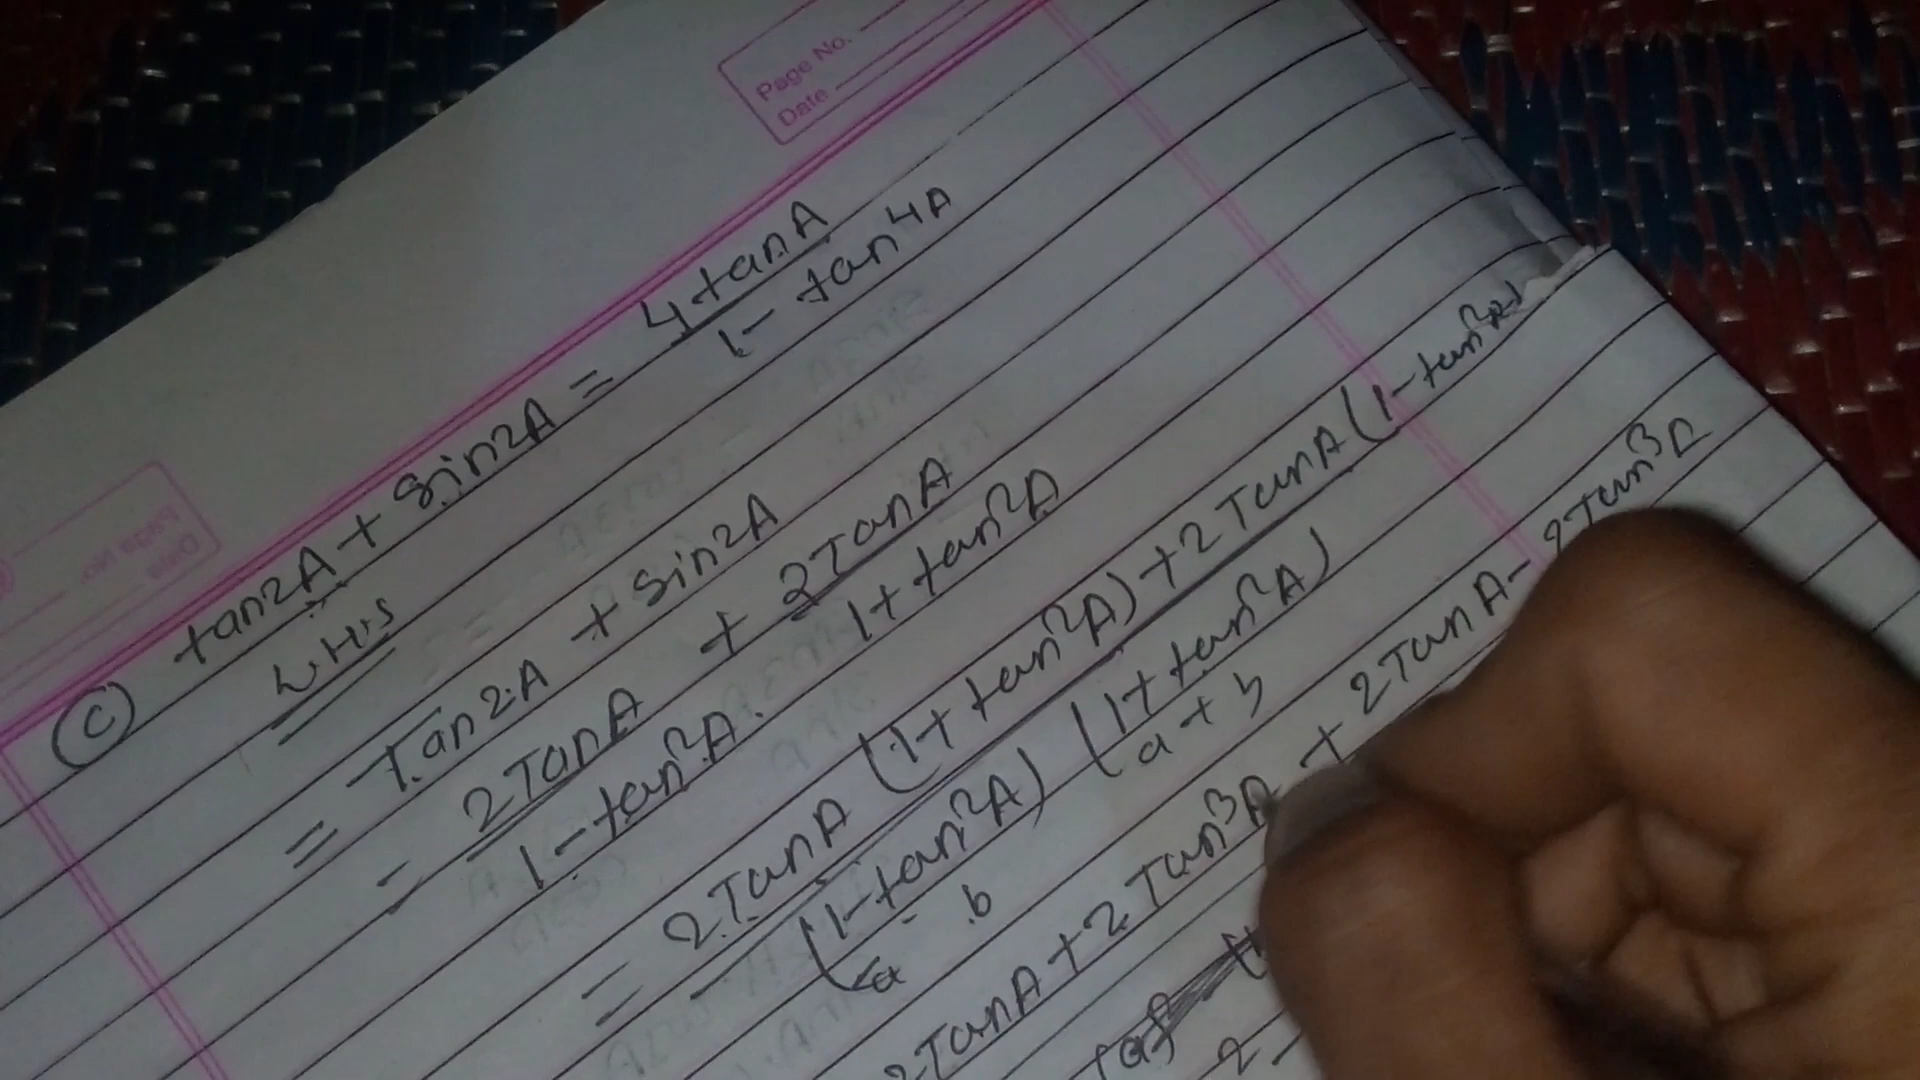 Page No.
Date
(c) tan2A + sin2A = 4tanA / 1 - tan⁴A
LHS
= Tan2A + sin2A
= 2TanA / 1 - tan²A + 2TanA / 1 + tan²A
= 2TanA (1 + tan²A) + 2TanA (1 - tan²A) / (1 - tan²A) (1 + tan²A)
a - b a + b
2TanA + 2Tan³A + 2TanA - 2Tan³A
2 -